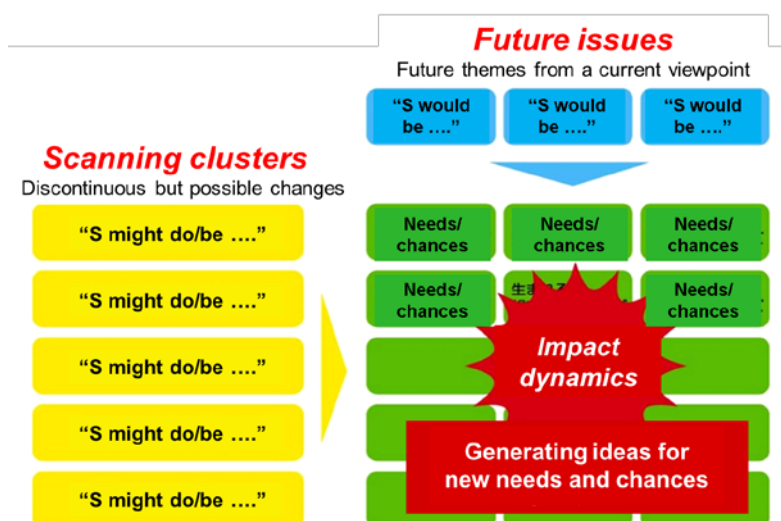 Future issues
Future themes from a current viewpoint
“S would
be ….”
“S would
be ….”
“S would
be ….”
Scanning clusters
Discontinuous but possible changes
“S might do/be ….”
“S might do/be ….”
“S might do/be ….”
“S might do/be ….”
“S might do/be ….”
Needs/
chances
Needs/
chances
Needs/
chances
Needs/
chances
生ま
Needs/
chances
Impact
dynamics
Generating ideas for
new needs and chances